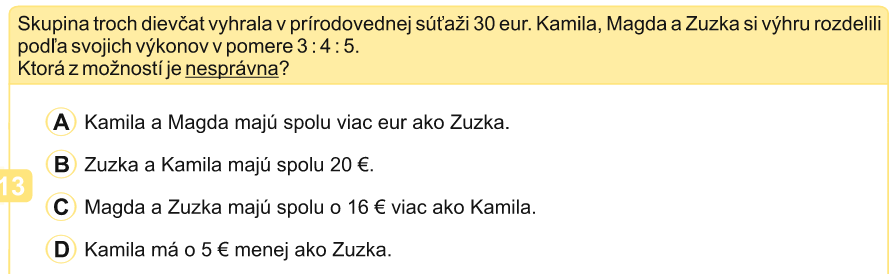 Skupina troch dievčat vyhrala v prírodovednej súťaži 30 eur. Kamila, Magda a Zuzka si výhru rozdelili
podľa svojich výkonov v pomere 3 : 4 : 5.
Ktorá z možností je nesprávna?
A Kamila a Magda majú spolu viac eur ako Zuzka.
B Zuzka a Kamila majú spolu 20 €.
13
C Magda a Zuzka majú spolu o 16 € viac ako Kamila.
D Kamila má o 5 € menej ako Zuzka.